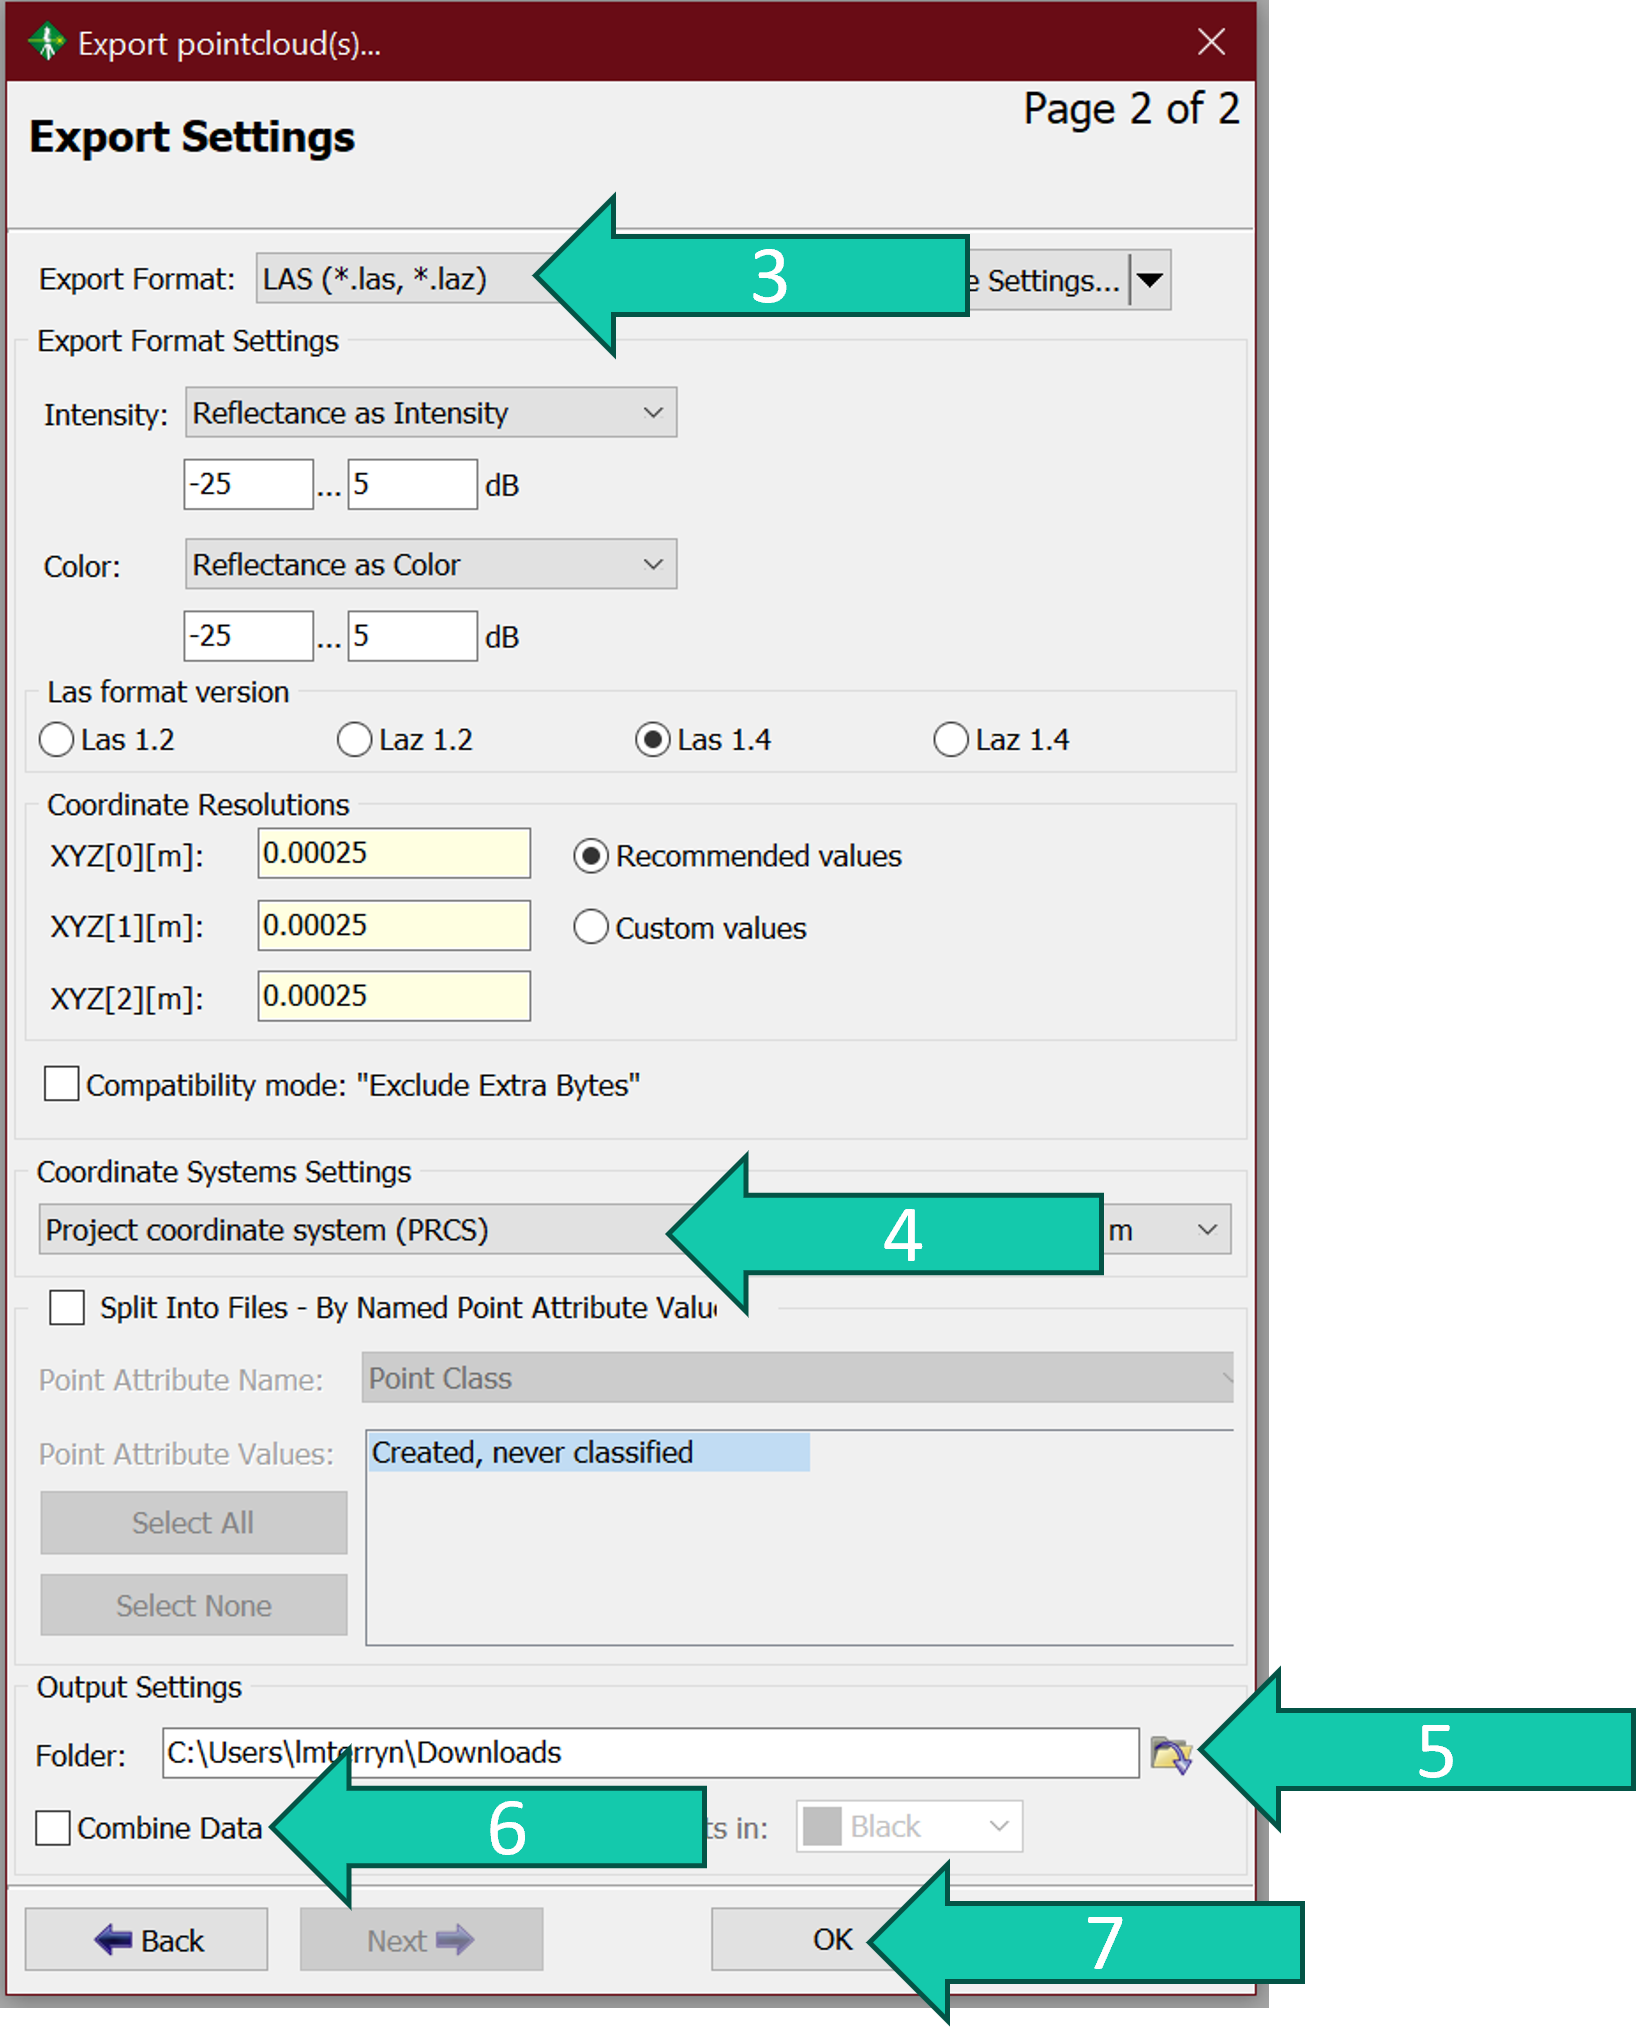 Export pointcloud(s)...
Page 2 of 2
Export Settings
Export Format: LAS (*.las, *.laz) 3 Settings...
Export Format Settings
Intensity: Reflectance as Intensity
-25 ... 5 dB
Color: Reflectance as Color
-25 ... 5 dB
Las format version
Las 1.2 Laz 1.2 Las 1.4 Laz 1.4
Coordinate Resolutions
XYZ[0][m]: 0.00025 Recommended values
XYZ[1][m]: 0.00025 Custom values
XYZ[2][m]: 0.00025
Compatibility mode: "Exclude Extra Bytes"
Coordinate Systems Settings
Project coordinate system (PRCS) 4 m
Split Into Files - By Named Point Attribute Valu
Point Attribute Name: Point Class
Point Attribute Values: Created, never classified
Select All
Select None
Output Settings
Folder: C:\Users\lmterryn\Downloads 5
Combine Data 6 in: Black
Back Next OK 7